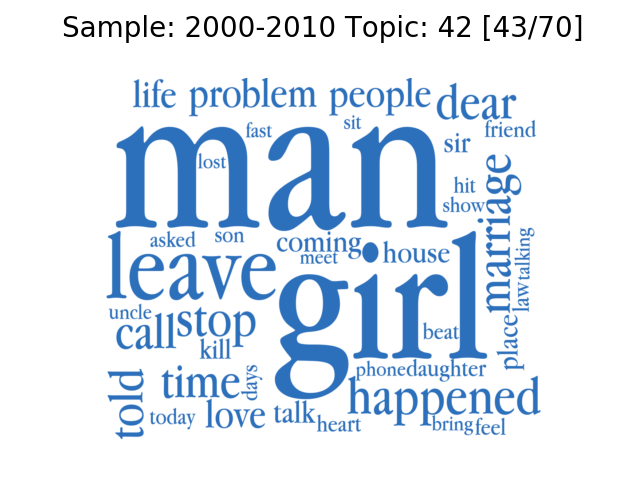 Sample: 2000-2010 Topic: 42 [43/70]
life problem people dear
man
fast
sit
sir
friend
lost
hit
show
marriage
asked
son
coming
meet
house
leave
girl
talking
law
uncle
call
stop
kill
beat
place
phone
daughter
told
time
days
happened
today
love
talk
heart
bring
feel